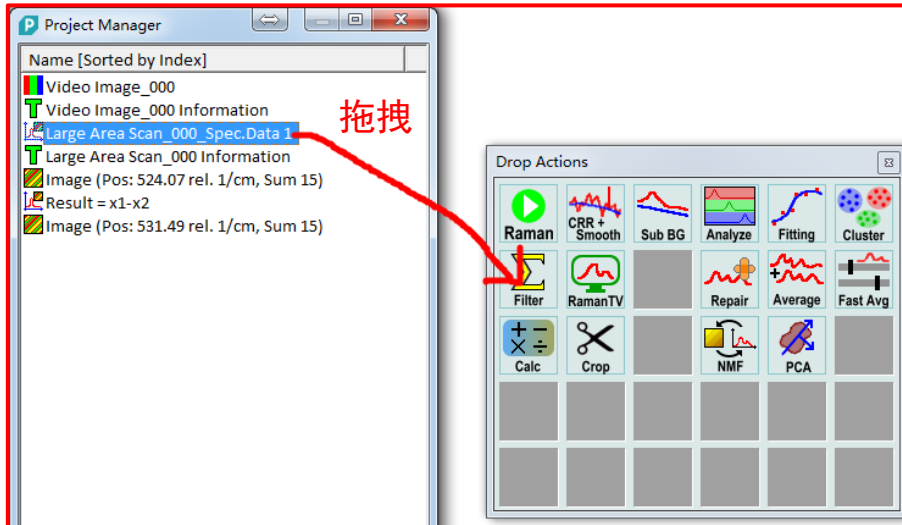 Project Manager
Name [Sorted by Index]
Video Image_000
Video Image_000 Information
Large Area Scan_000_Spec.Data 1
Large Area Scan_000 Information
Image (Pos: 524.07 rel. 1/cm, Sum 15)
Result = x1-x2
Image (Pos: 531.49 rel. 1/cm, Sum 15)
拖拽
Drop Actions
Raman
CRR +
Smooth
Sub BG
Analyze
Fitting
Cluster
Filter
RamanTV
Repair
Average
Fast Avg
Calc
Crop
NMF
PCA